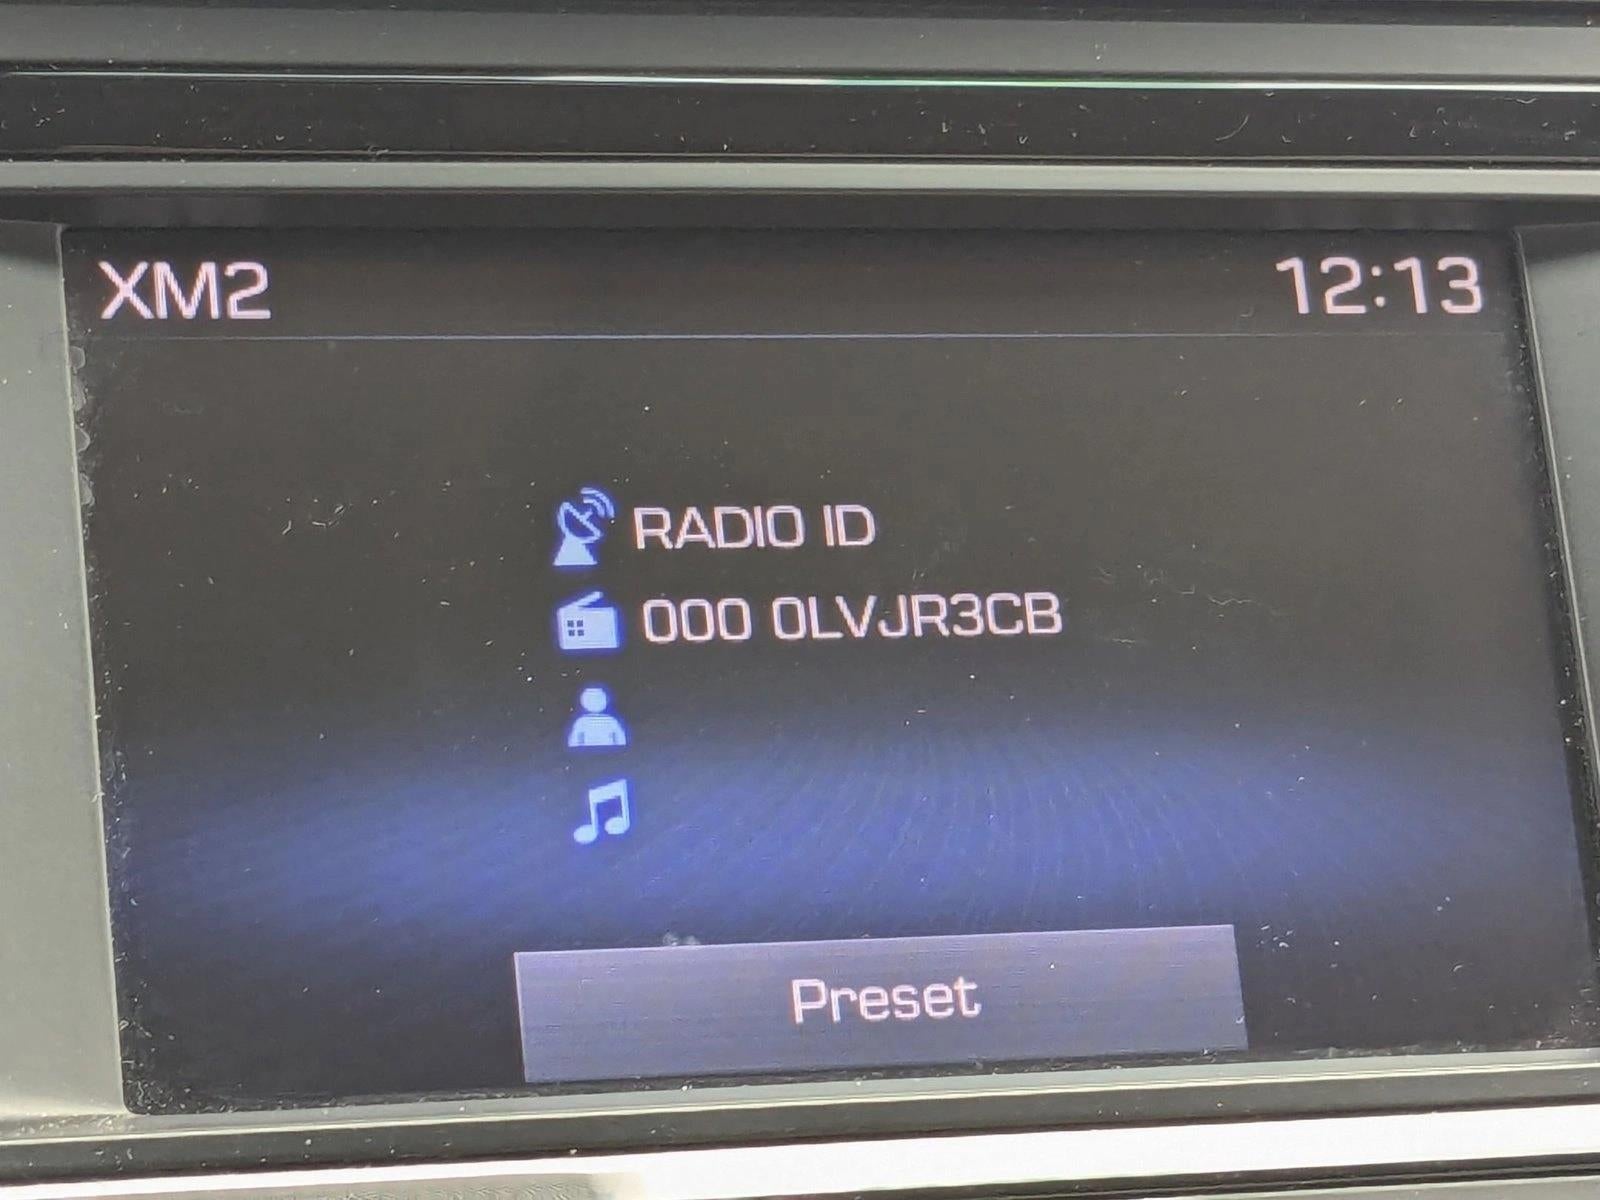 XM2 12:13
RADIO ID
000 0LVJR3CB
Preset